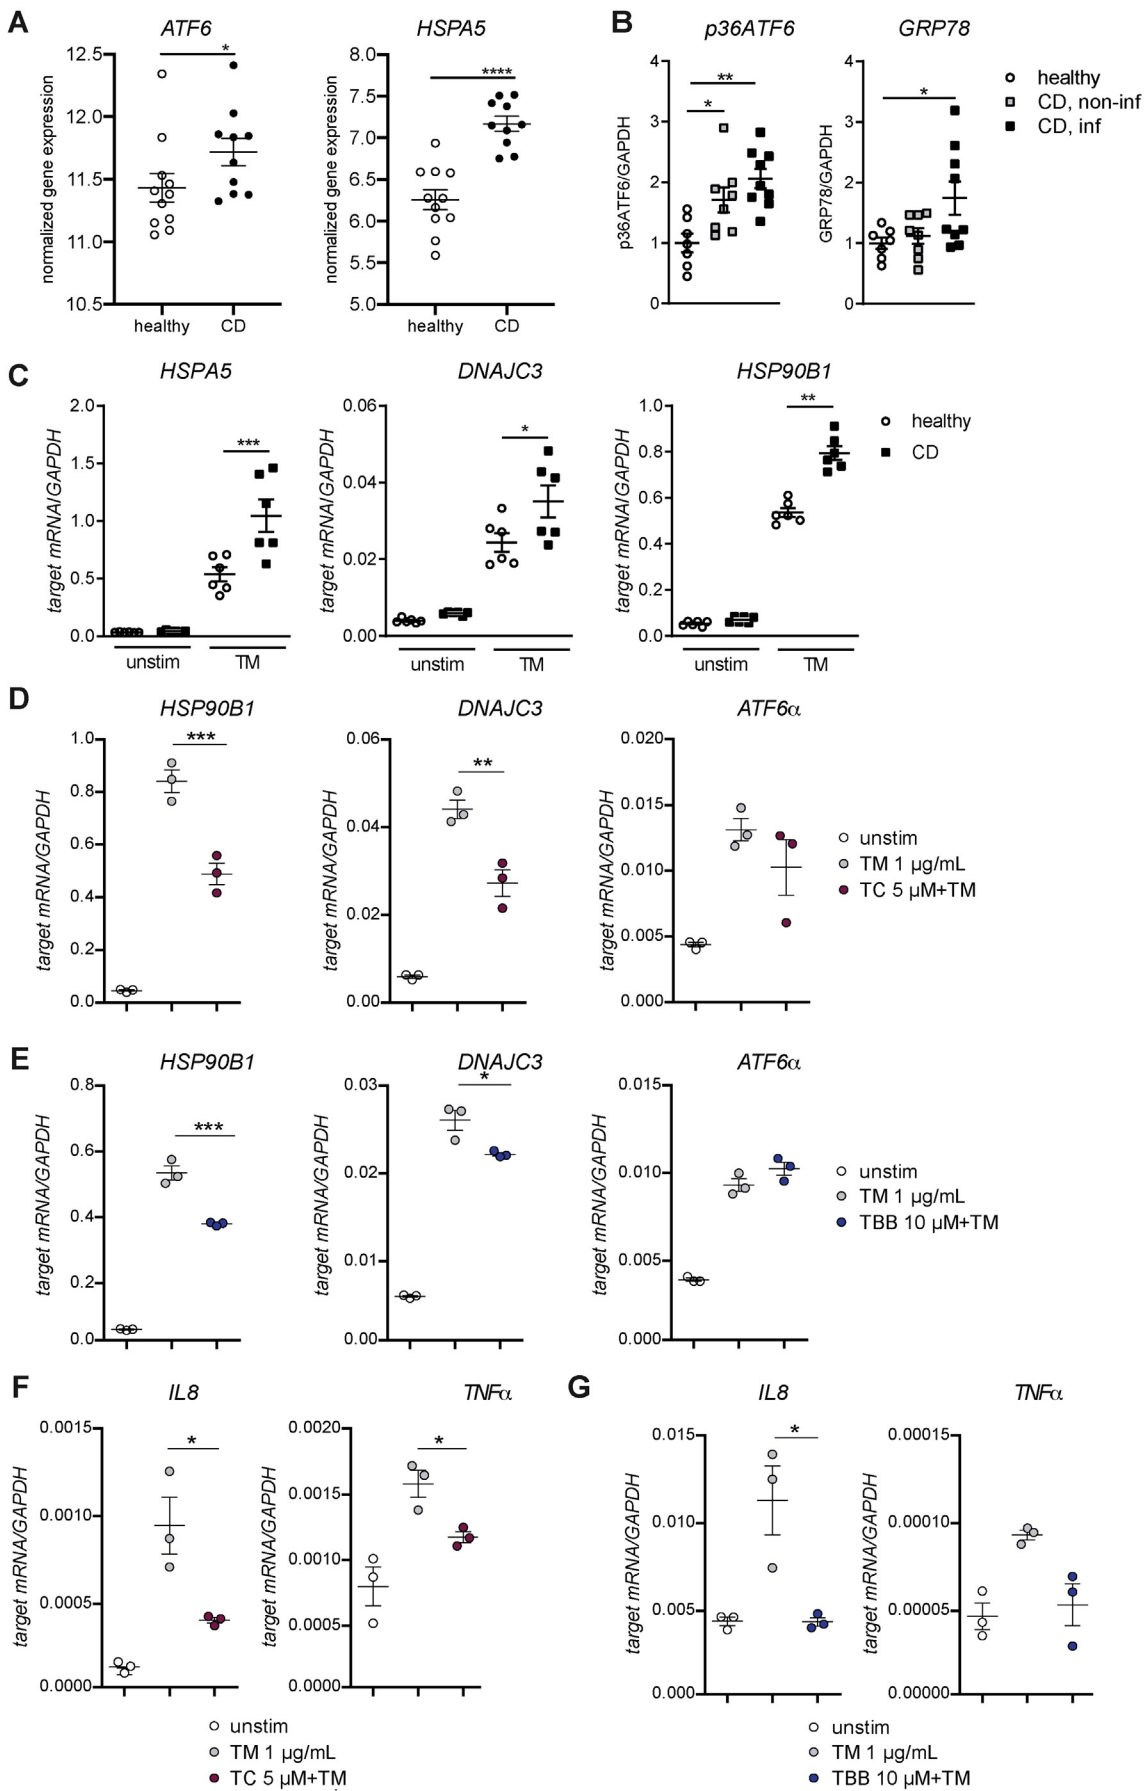 A
ATF6
HSPA5
normalized gene expression
12.5
12.0
11.5
11.0
10.5
*
healthy
CD
normalized gene expression
8.0
7.5
7.0
6.5
6.0
5.5
5.0
****
healthy
CD
B
p36ATF6
GRP78
p36ATF6/GAPDH
4
3
2
1
0
**
*
GRP78/GAPDH
4
3
2
1
0
*
healthy
CD, non-inf
CD, inf
C
HSPA5
DNAJC3
HSP90B1
target mRNA/GAPDH
2.0
1.5
1.0
0.5
0.0
***
unstim
TM
target mRNA/GAPDH
0.06
0.04
0.02
0.00
*
unstim
TM
target mRNA/GAPDH
1.0
0.8
0.6
0.4
0.2
0.0
**
unstim
TM
healthy
CD
D
HSP90B1
DNAJC3
ATF6α
target mRNA/GAPDH
1.0
0.8
0.6
0.4
0.2
0.0
***
target mRNA/GAPDH
0.06
0.04
0.02
0.00
**
target mRNA/GAPDH
0.020
0.015
0.010
0.005
0.000
unstim
TM 1 µg/mL
TC 5 µM+TM
E
HSP90B1
DNAJC3
ATF6α
target mRNA/GAPDH
0.8
0.6
0.4
0.2
0.0
***
target mRNA/GAPDH
0.03
0.02
0.01
0.00
*
target mRNA/GAPDH
0.015
0.010
0.005
0.000
unstim
TM 1 µg/mL
TBB 10 µM+TM
F
IL8
TNFα
target mRNA/GAPDH
0.0015
0.0010
0.0005
0.0000
*
target mRNA/GAPDH
0.0020
0.0015
0.0010
0.0005
0.0000
*
unstim
TM 1 µg/mL
TC 5 µM+TM
G
IL8
TNFα
target mRNA/GAPDH
0.015
0.010
0.005
0.000
*
target mRNA/GAPDH
0.00015
0.00010
0.00005
0.00000
unstim
TM 1 µg/mL
TBB 10 µM+TM